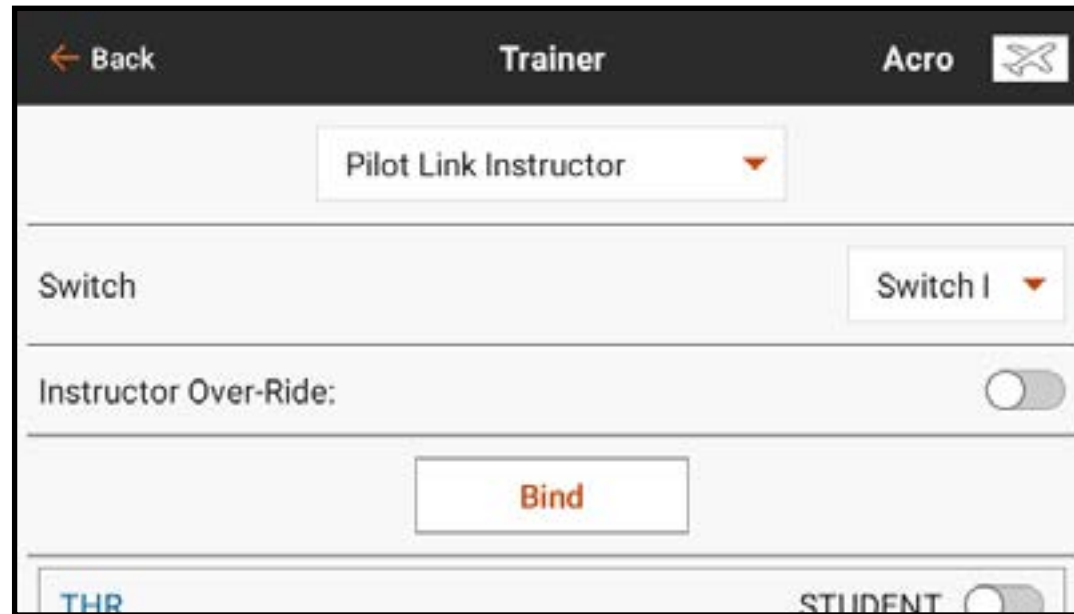 Back Trainer Acro
Pilot Link Instructor
Switch Switch I
Instructor Over-Ride:
Bind
THR STUDENT